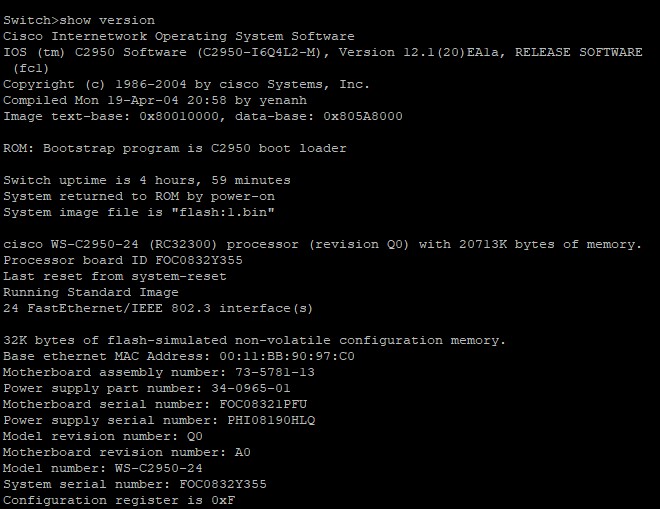 Switch>show version
Cisco Internetwork Operating System Software
IOS (tm) C2950 Software (C2950-I6Q4L2-M), Version 12.1(20)EA1a, RELEASE SOFTWARE
(fc1)
Copyright (c) 1986-2004 by cisco Systems, Inc.
Compiled Mon 19-Apr-04 20:58 by yenanh
Image text-base: 0x80010000, data-base: 0x805A8000
ROM: Bootstrap program is C2950 boot loader
Switch uptime is 4 hours, 59 minutes
System returned to ROM by power-on
System image file is "flash:1.bin"
cisco WS-C2950-24 (RC32300) processor (revision Q0) with 20713K bytes of memory.
Processor board ID FOC0832Y355
Last reset from system-reset
Running Standard Image
24 FastEthernet/IEEE 802.3 interface(s)
32K bytes of flash-simulated non-volatile configuration memory.
Base ethernet MAC Address: 00:11:BB:90:97:C0
Motherboard assembly number: 73-5781-13
Power supply part number: 34-0965-01
Motherboard serial number: FOC08321PFU
Power supply serial number: PHI08190HLQ
Model revision number: Q0
Motherboard revision number: A0
Model number: WS-C2950-24
System serial number: FOC0832Y355
Configuration register is 0xF